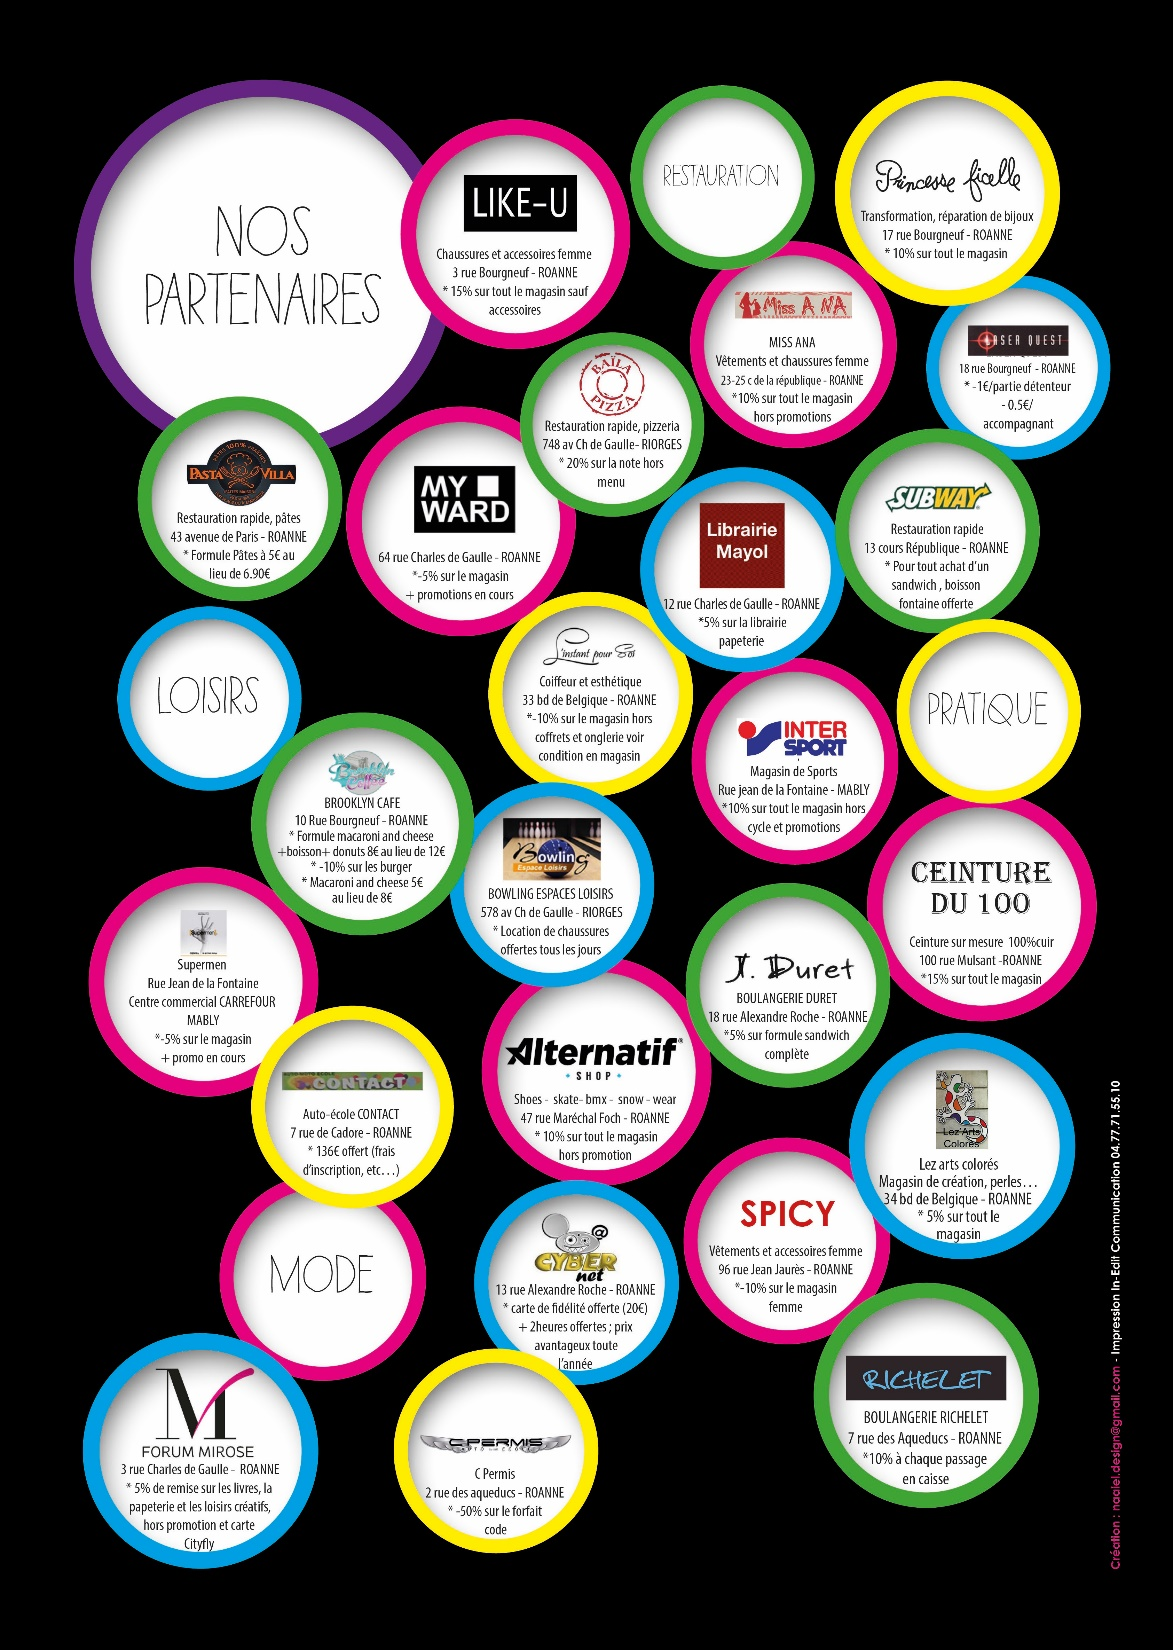 NOS
PARTENAIRES
LIKE-U
Chaussures et accessoires femme
3 rue Bourgneuf - ROANNE
* 15% sur tout le magasin sauf
accessoires
RESTAURATION
Princesse ficelle
Transformation, réparation de bijoux
17 rue Bourgneuf - ROANNE
* 10% sur tout le magasin
Miss A NA
MISS ANA
Vêtements et chaussures femme
23-25 c de la république - ROANNE
*10% sur tout le magasin
hors promotions
ASER QUEST
18 rue Bourgneuf - ROANNE
* -1€/partie détenteur
- 0.5€/
accompagnant
BAÏLA
PIZZA
Restauration rapide, pizzeria
748 av Ch de Gaulle- RIORGES
* 20% sur la note hors
menu
PASTA VILLA
Restauration rapide, pâtes
43 avenue de Paris - ROANNE
* Formule Pâtes à 5€ au
lieu de 6.90€
MY
WARD
64 rue Charles de Gaulle - ROANNE
*-5% sur le magasin
+ promotions en cours
Librairie
Mayol
12 rue Charles de Gaulle - ROANNE
*5% sur la librairie
papeterie
SUBWAY
Restauration rapide
13 cours République - ROANNE
* Pour tout achat d'un
sandwich , boisson
fontaine offerte
LOISIRS
L'instant pour Soi
Coiffeur et esthétique
33 bd de Belgique - ROANNE
*-10% sur le magasin hors
coffrets et onglerie voir
condition en magasin
INTER
SPORT
Magasin de Sports
Rue jean de la Fontaine - MABLY
*10% sur tout le magasin hors
cycle et promotions
PRATIQUE
Brooklyn
Coffee
BROOKLYN CAFE
10 Rue Bourgneuf - ROANNE
* Formule macaroni and cheese
+boisson+ donuts 8€ au lieu de 12€
* -10% sur les burger
* Macaroni and cheese 5€
au lieu de 8€
Bowling
Espace Loisirs
BOWLING ESPACES LOISIRS
578 av Ch de Gaulle - RIORGES
* Location de chaussures
offertes tous les jours
CEINTURE
DU 100
Ceinture sur mesure 100%cuir
100 rue Mulsant -ROANNE
*15% sur tout le magasin
Supermen
Supermen
Rue Jean de la Fontaine
Centre commercial CARREFOUR
MABLY
*-5% sur le magasin
+ promo en cours
J. Duret
BOULANGERIE DURET
18 rue Alexandre Roche - ROANNE
*5% sur formule sandwich
complète
Alternatif®
• SHOP •
Shoes - skate- bmx - snow - wear
47 rue Maréchal Foch - ROANNE
* 10% sur tout le magasin
hors promotion
CONTACT
Auto-école CONTACT
7 rue de Cadore - ROANNE
* 136€ offert (frais
d'inscription, etc…)
Lez'Arts
Colorés
Lez arts colorés
Magasin de création, perles…
34 bd de Belgique - ROANNE
* 5% sur tout le
magasin
MODE
@
CYBER
net
13 rue Alexandre Roche - ROANNE
* carte de fidélité offerte (20€)
+ 2heures offertes ; prix
avantageux toute
l'année
SPICY
Vêtements et accessoires femme
96 rue Jean Jaurès - ROANNE
*-10% sur le magasin
femme
M
FORUM MIROSE
3 rue Charles de Gaulle - ROANNE
* 5% de remise sur les livres, la
papeterie et les loisirs créatifs,
hors promotion et carte
Cityfly
C PERMIS
C Permis
2 rue des aqueducs - ROANNE
* -50% sur le forfait
code
RICHELET
BOULANGERIE RICHELET
7 rue des Aqueducs - ROANNE
*10% à chaque passage
en caisse
Création : naolel.design@gmail.com - Impression In-Edit Communication 04.77.71.55.10